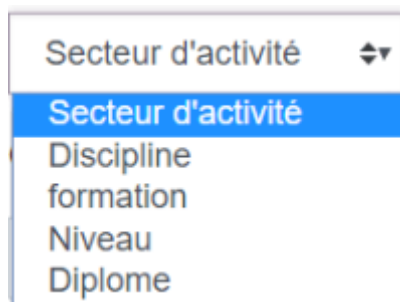 Secteur d'activité
Secteur d'activité
Discipline
formation
Niveau
Diplome